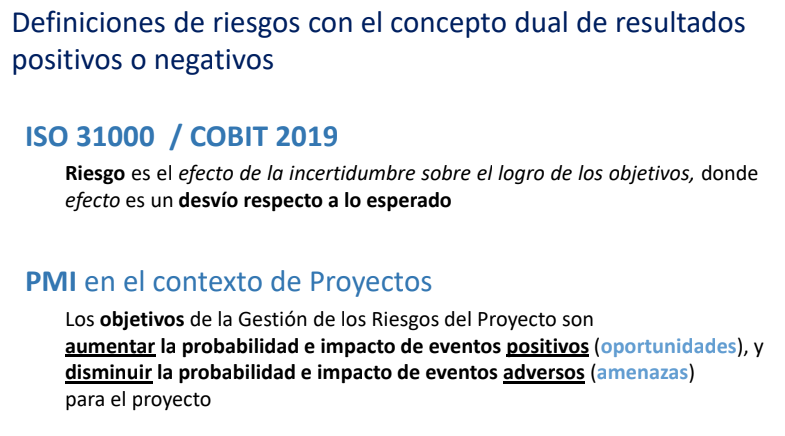 Definiciones de riesgos con el concepto dual de resultados
positivos o negativos
ISO 31000 / COBIT 2019
Riesgo es el efecto de la incertidumbre sobre el logro de los objetivos, donde
efecto es un desvío respecto a lo esperado
PMI en el contexto de Proyectos
Los objetivos de la Gestión de los Riesgos del Proyecto son
aumentar la probabilidad e impacto de eventos positivos (oportunidades), y
disminuir la probabilidad e impacto de eventos adversos (amenazas)
para el proyecto